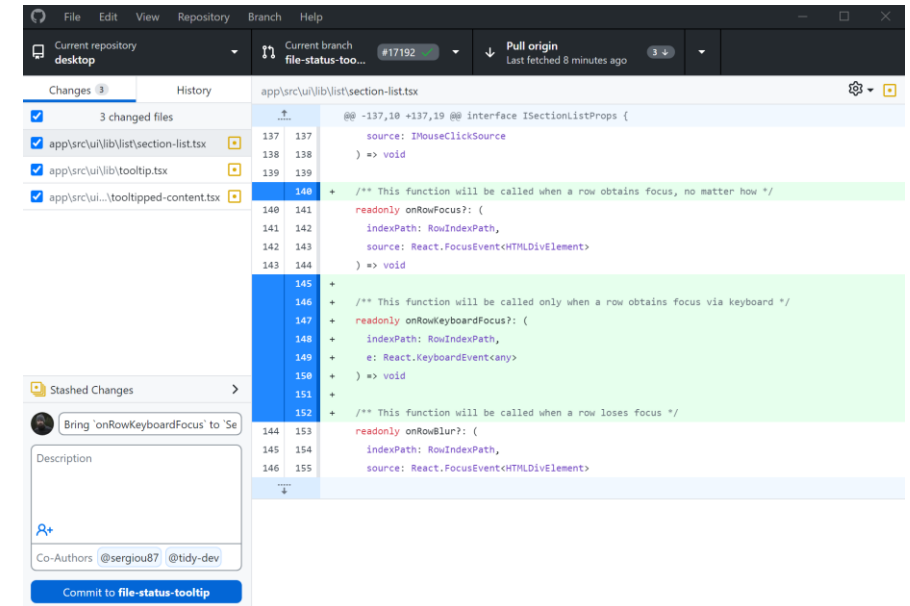 File Edit View Repository Branch Help
Current repository
desktop
Current branch
file-status-too...
#17192
Pull origin
Last fetched 8 minutes ago
3
Changes 3 History
3 changed files
app\src\ui\lib\list\section-list.tsx
app\src\ui\lib\tooltip.tsx
app\src\ui...\tooltipped-content.tsx
Stashed Changes
Bring `onRowKeyboardFocus` to `Se
Description
Co-Authors @sergiou87 @tidy-dev
Commit to file-status-tooltip
app\src\ui\lib\list\section-list.tsx
@@ -137,10 +137,19 @@ interface ISectionListProps {
137 137 source: IMouseClickSource
138 138 ) => void
139 139
140 + /** This function will be called when a row obtains focus, no matter how */
140 141 readonly onRowFocus?: (
141 142 indexPath: RowIndexPath,
142 143 source: React.FocusEvent<HTMLDivElement>
143 144 ) => void
145 +
146 + /** This function will be called only when a row obtains focus via keyboard */
147 + readonly onRowKeyboardFocus?: (
148 + indexPath: RowIndexPath,
149 + e: React.KeyboardEvent<any>
150 + ) => void
151 +
152 + /** This function will be called when a row loses focus */
144 153 readonly onRowBlur?: (
145 154 indexPath: RowIndexPath,
146 155 source: React.FocusEvent<HTMLDivElement>